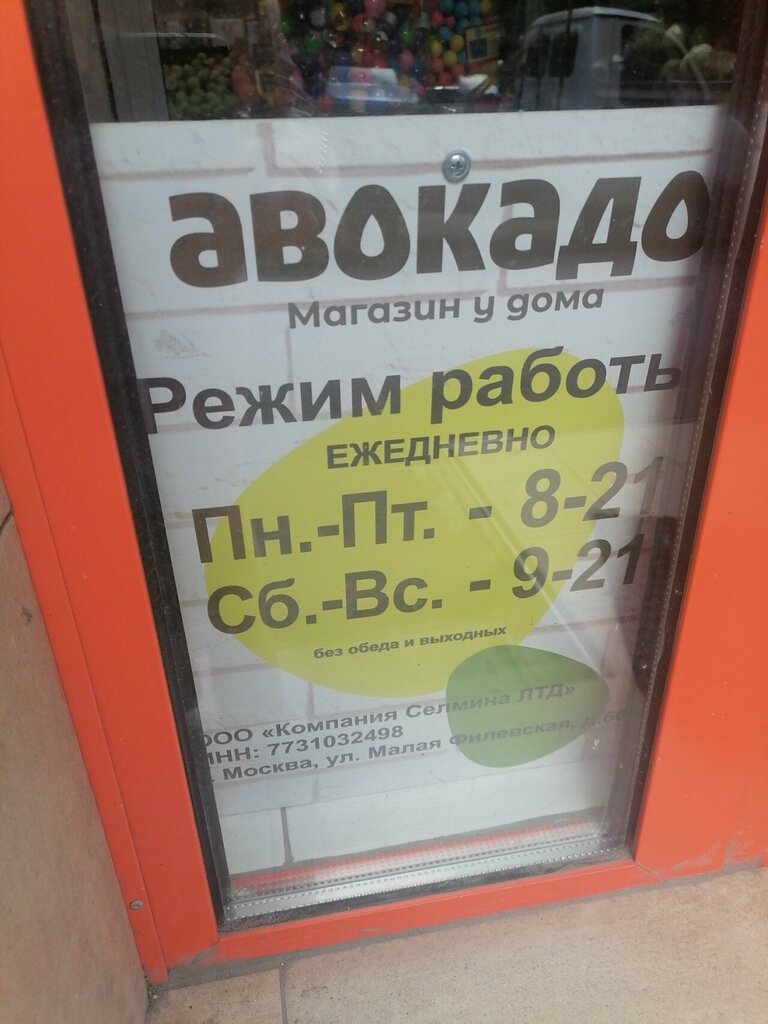 авокадо
магазин у дома
Режим работы
ЕЖЕДНЕВНО
Пн.-Пт. - 8-21
Сб.-Вс. - 9-21
без обеда и выходных
ООО «Компания Селмина ЛТД»
ИНН: 7731032498
г. Москва, ул. Малая Филевская, д.66